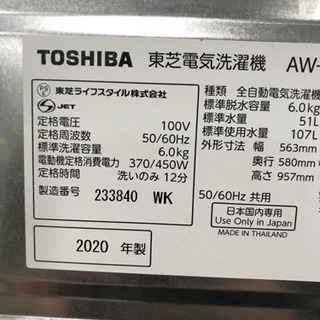 TOSHIBA 東芝電気洗濯機 AW-
PS E 東芝ライフスタイル株式会社
JET
定格電圧 100V
定格周波数 50/60Hz
標準洗濯容量 6.0kg
電動機定格消費電力 370/450W
定格時間 洗いのみ 12分
製造番号 233840 WK
2020 年製
種類 全自動電気洗濯機
標準脱水容量 6.0kg
標準水量 51L
標準使用水量 107L
外形寸法 幅 563mm
奥行 580mm
高さ 957mm
50/60Hz 共用
日本国内専用
Use Only in Japan
MADE IN THAILAND